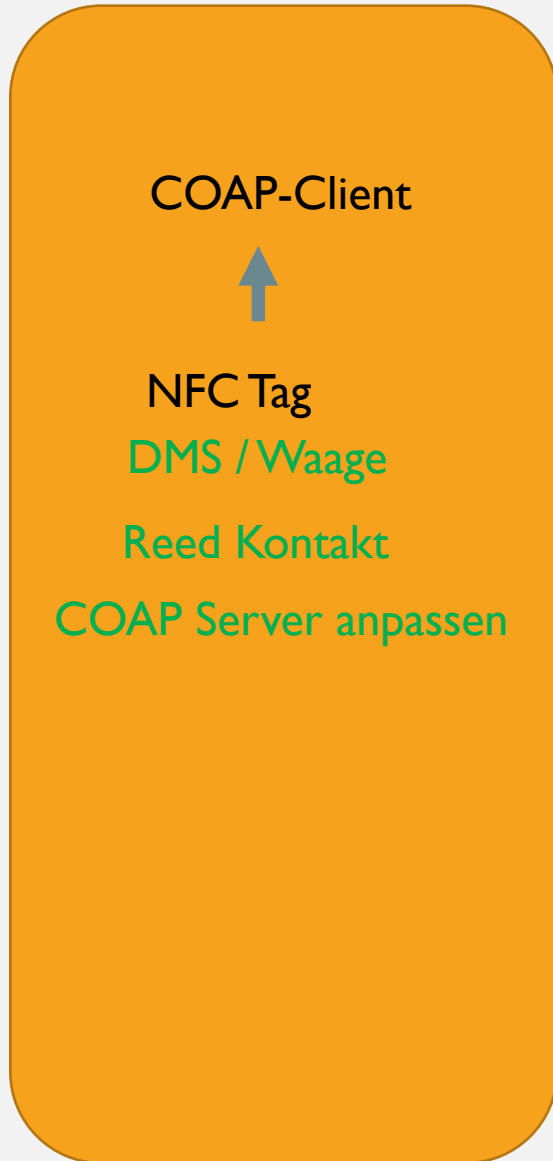 COAP-Client
NFC Tag
DMS / Waage
Reed Kontakt
COAP Server anpassen